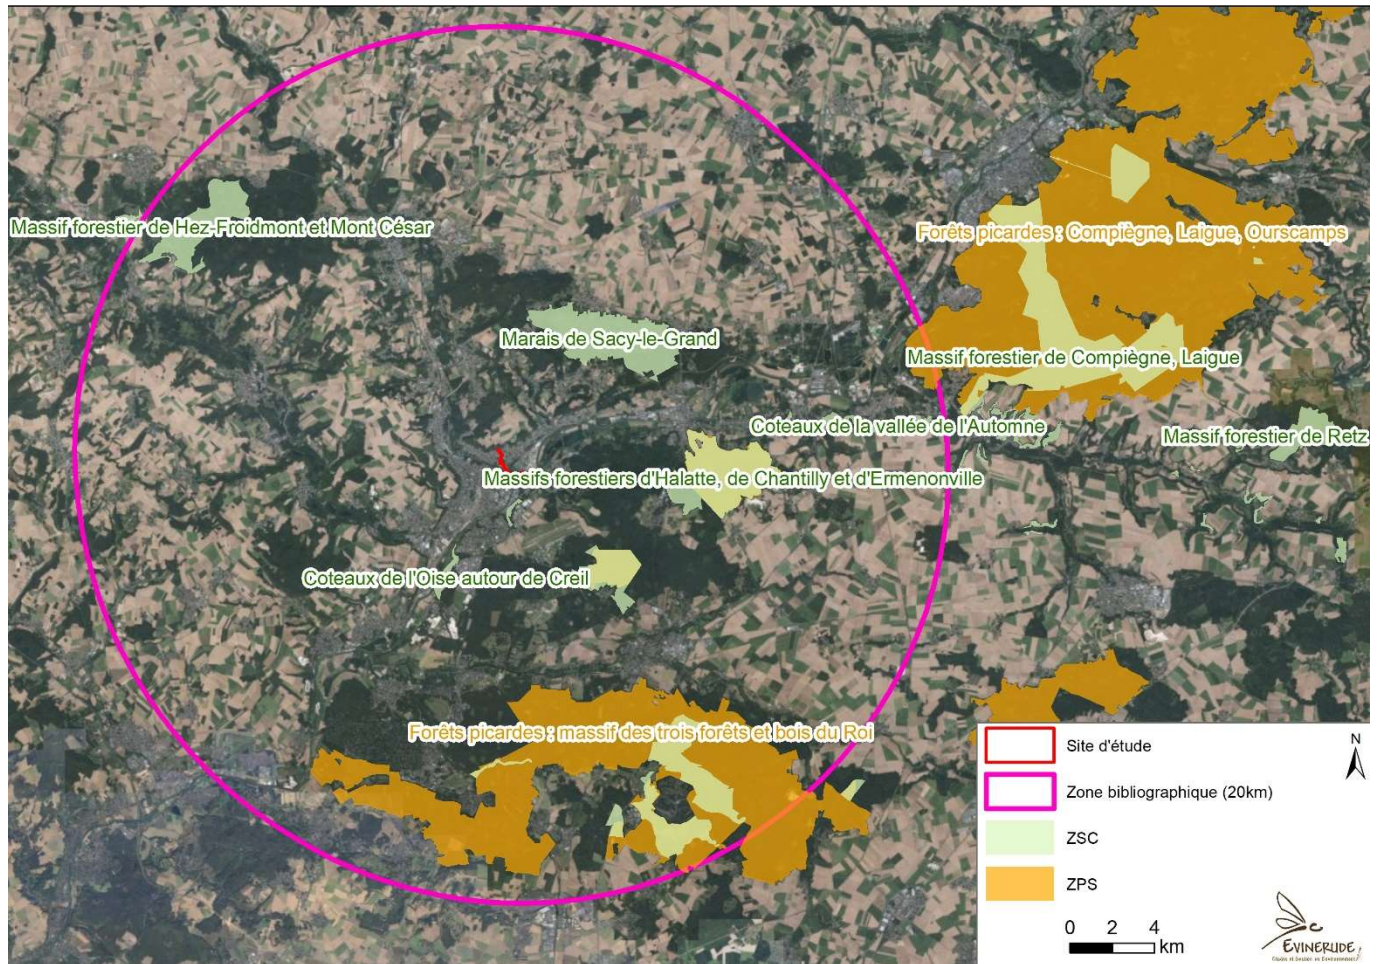 Massif forestier de Hez-Froidmont et Mont César
Forêts picardes : Compiègne, Laigue, Ourscamps
Marais de Sacy-le-Grand
Massif forestier de Compiègne, Laigue
Coteaux de la vallée de l'Automne
Massif forestier de Retz
Massifs forestiers d'Halatte, de Chantilly et d'Ermenonville
Coteaux de l'Oise autour de Creil
Forêts picardes : massif des trois forêts et bois du Roi
Site d'étude
N
Zone bibliographique (20km)
ZSC
ZPS
0 2 4
km
EVINERUDE